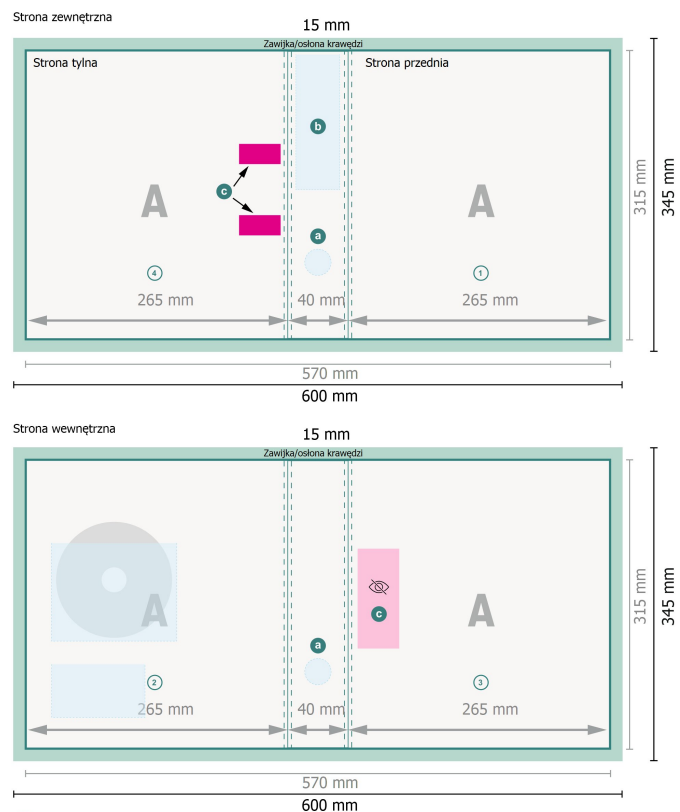 Strona zewnętrzna
15 mm
Zawijka/osłona krawędzi
Strona tylna
Strona przednia
b
c
a
A
A
4
1
265 mm
40 mm
265 mm
315 mm
345 mm
570 mm
600 mm
Strona wewnętrzna
15 mm
Zawijka/osłona krawędzi
A
A
c
a
2
3
265 mm
40 mm
265 mm
315 mm
345 mm
570 mm
600 mm